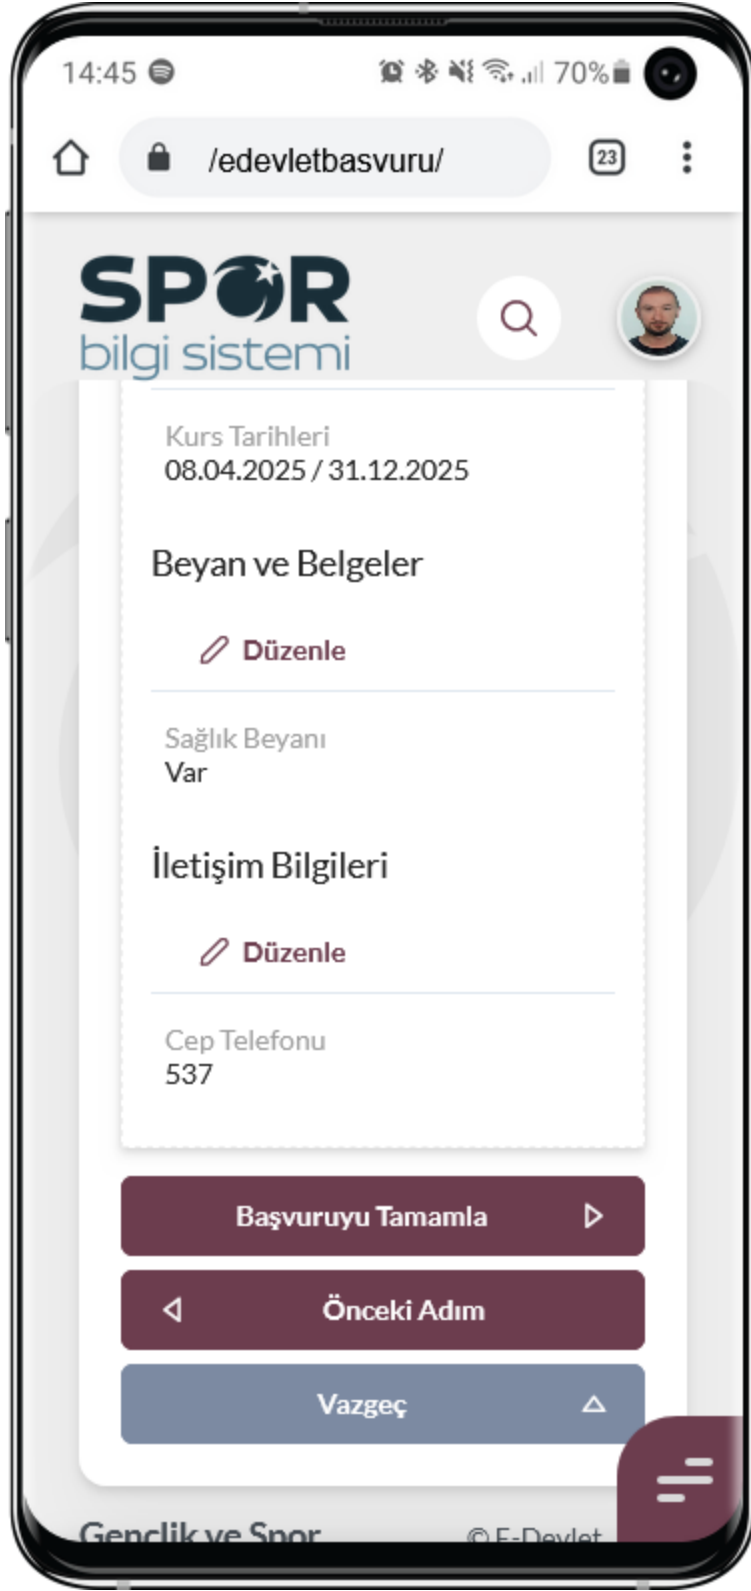 14:45
70%
/edevletbasvuru/
23
SPOR
bilgi sistemi
Kurs Tarihleri
08.04.2025 / 31.12.2025
Beyan ve Belgeler
Düzenle
Sağlık Beyanı
Var
İletişim Bilgileri
Düzenle
Cep Telefonu
537
Başvuruyu Tamamla
Önceki Adım
Vazgeç
Gençlik ve Spor
© E-Devlet